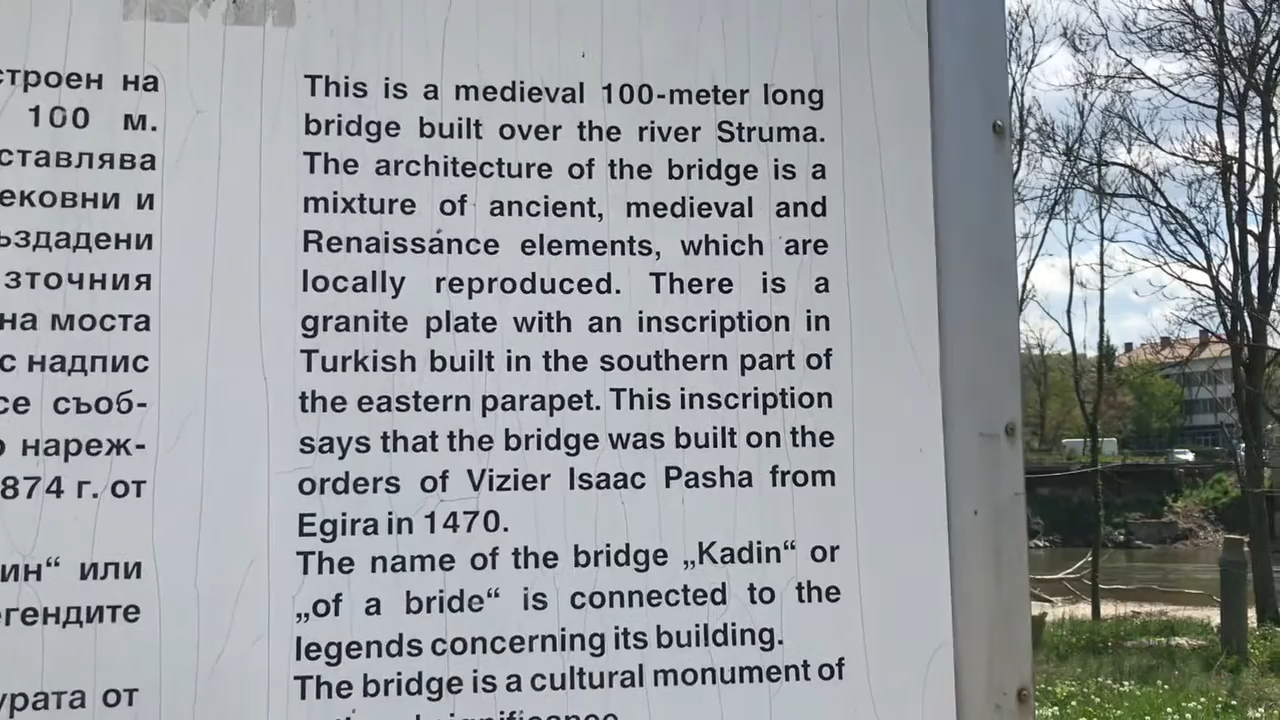 строен на
100 м.
ставлява
ековни и
ъздадени
зточния
на моста
с надпис
се съоб-
о нареж-
874 г. от
ин“ или
гендите
урата от
This is a medieval 100-meter long
bridge built over the river Struma.
The architecture of the bridge is a
mixture of ancient, medieval and
Renaissance elements, which are
locally reproduced. There is a
granite plate with an inscription in
Turkish built in the southern part of
the eastern parapet. This inscription
says that the bridge was built on the
orders of Vizier Isaac Pasha from
Egira in 1470.
The name of the bridge „Kadin“ or
„of a bride“ is connected to the
legends concerning its building.
The bridge is a cultural monument of